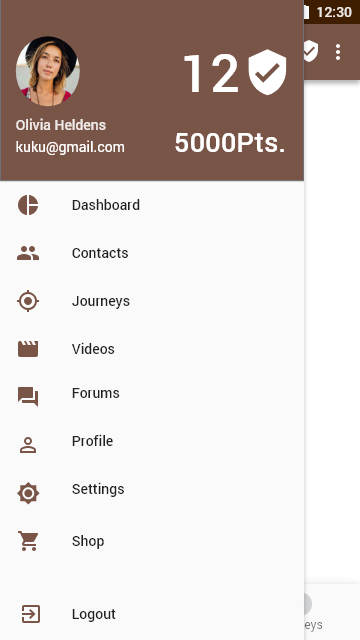 12:30
12
Olivia Heldens
kuku@gmail.com
5000Pts.
Dashboard
Contacts
Journeys
Videos
Forums
Profile
Settings
Shop
Logout
eys